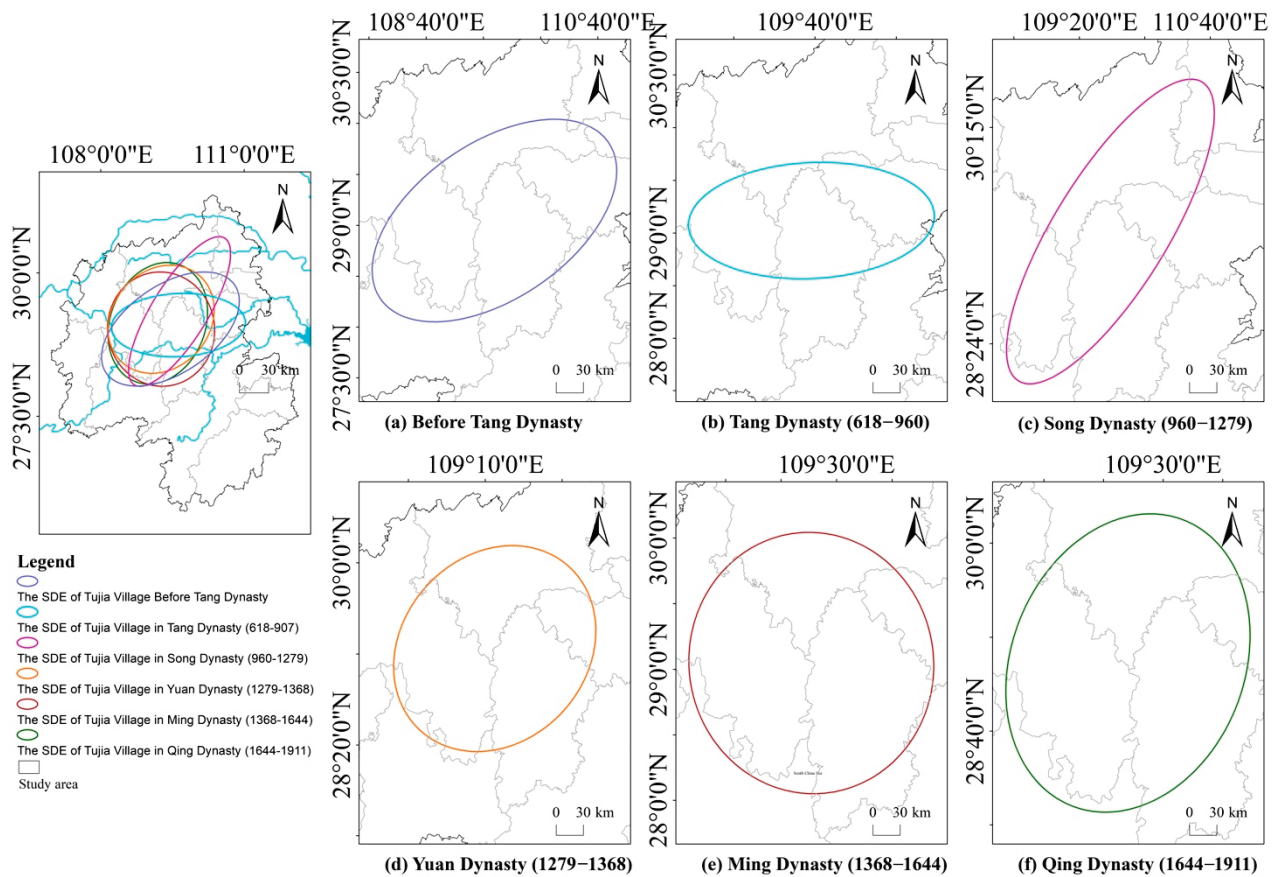 108°0'0"E 111°0'0"E
N
30°0'0"N
27°30'0"N
0 30 km
Legend
The SDE of Tujia Village Before Tang Dynasty
The SDE of Tujia Village in Tang Dynasty (618-907)
The SDE of Tujia Village in Song Dynasty (960-1279)
The SDE of Tujia Village in Yuan Dynasty (1279-1368)
The SDE of Tujia Village in Ming Dynasty (1368-1644)
The SDE of Tujia Village in Qing Dynasty (1644-1911)
Study area
108°40'0"E 110°40'0"E
N
30°30'0"N
29°0'0"N
27°30'0"N
0 30 km
(a) Before Tang Dynasty
109°40'0"E
N
30°30'0"N
29°0'0"N
28°0'0"N
0 30 km
(b) Tang Dynasty (618−960)
109°20'0"E 110°40'0"E
N
30°15'0"N
28°24'0"N
0 30 km
(c) Song Dynasty (960−1279)
109°10'0"E
N
30°0'0"N
28°20'0"N
0 30 km
(d) Yuan Dynasty (1279−1368)
109°30'0"E
N
30°0'0"N
29°0'0"N
28°0'0"N
South China Sea
0 30 km
(e) Ming Dynasty (1368−1644)
109°30'0"E
N
30°0'0"N
28°40'0"N
0 30 km
(f) Qing Dynasty (1644−1911)